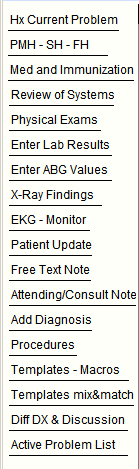 Hx Current Problem
PMH - SH - FH
Med and Immunization
Review of Systems
Physical Exams
Enter Lab Results
Enter ABG Values
X-Ray Findings
EKG - Monitor
Patient Update
Free Text Note
Attending/Consult Note
Add Diagnosis
Procedures
Templates - Macros
Templates mix&match
Diff DX & Discussion
Active Problem List